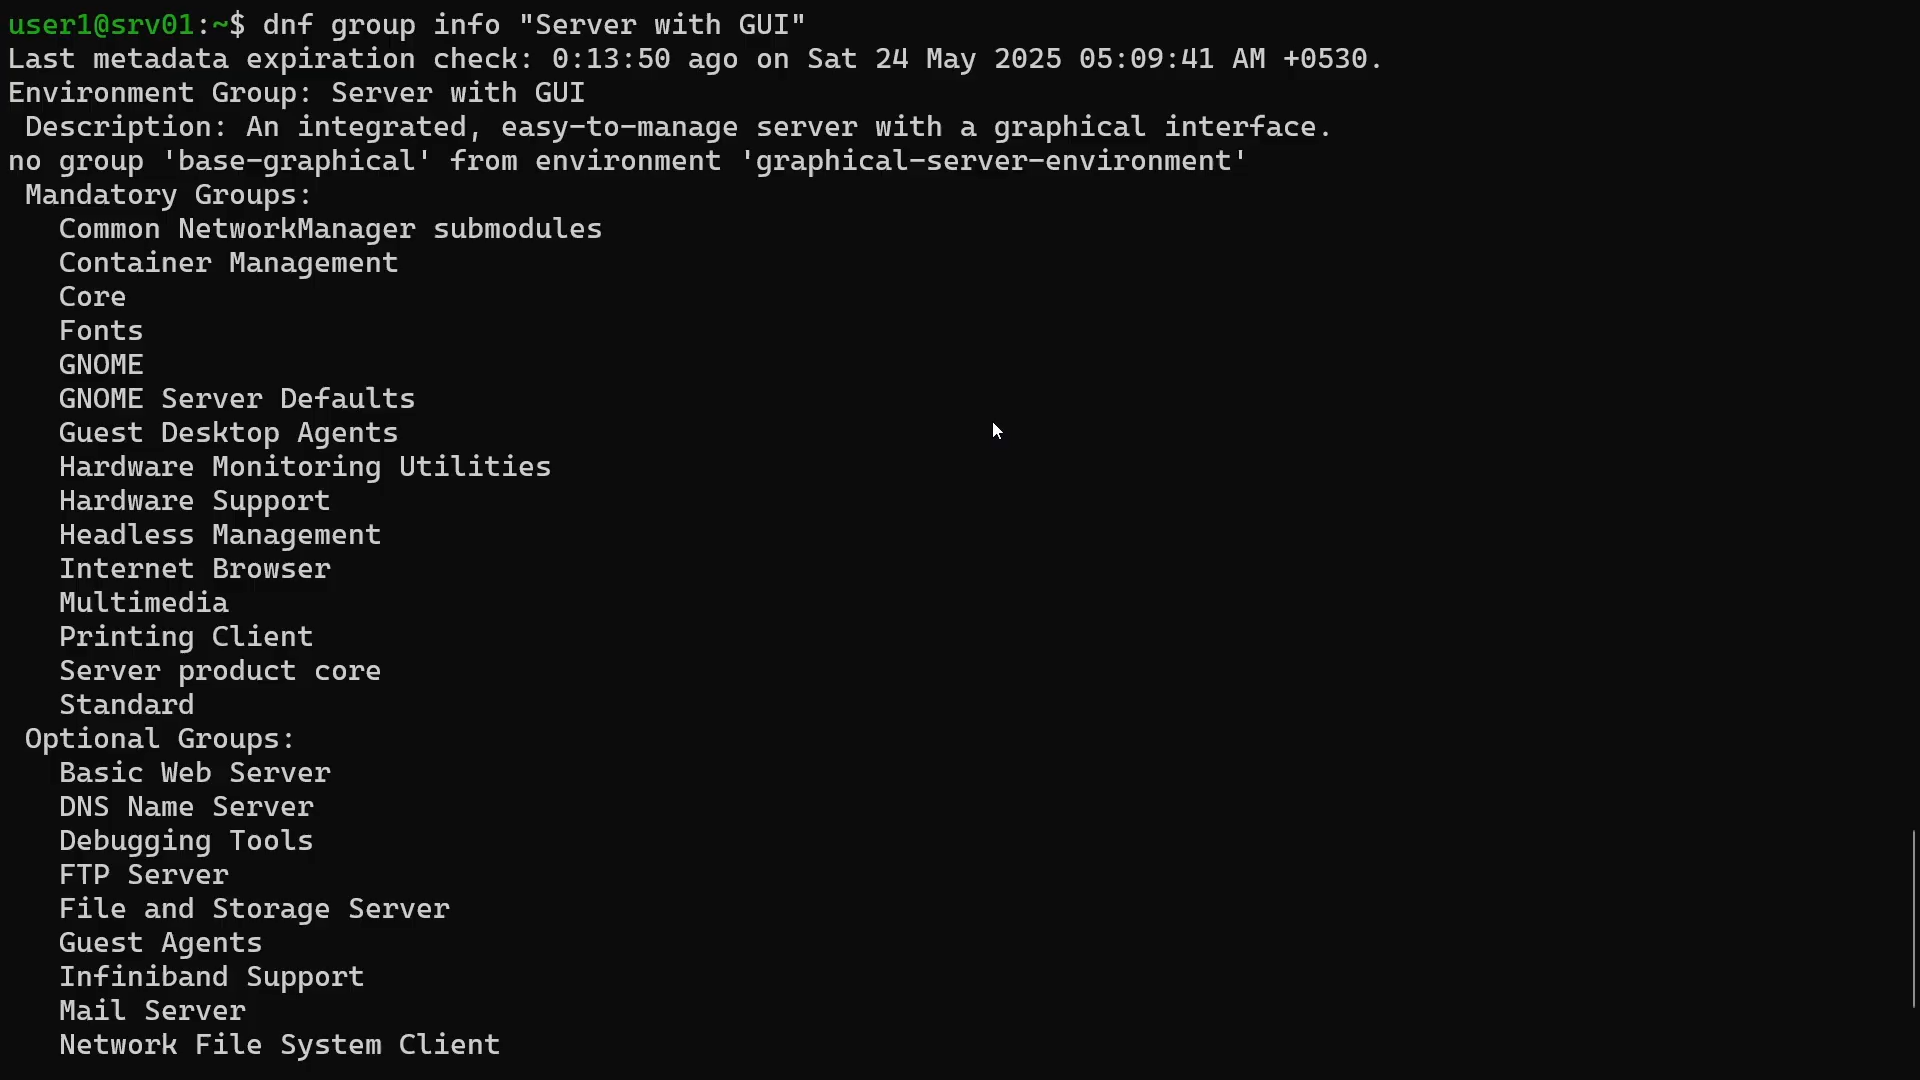 user1@srv01:~$ dnf group info "Server with GUI"
Last metadata expiration check: 0:13:50 ago on Sat 24 May 2025 05:09:41 AM +0530.
Environment Group: Server with GUI
 Description: An integrated, easy-to-manage server with a graphical interface.
no group 'base-graphical' from environment 'graphical-server-environment'
 Mandatory Groups:
   Common NetworkManager submodules
   Container Management
   Core
   Fonts
   GNOME
   GNOME Server Defaults
   Guest Desktop Agents
   Hardware Monitoring Utilities
   Hardware Support
   Headless Management
   Internet Browser
   Multimedia
   Printing Client
   Server product core
   Standard
 Optional Groups:
   Basic Web Server
   DNS Name Server
   Debugging Tools
   FTP Server
   File and Storage Server
   Guest Agents
   Infiniband Support
   Mail Server
   Network File System Client